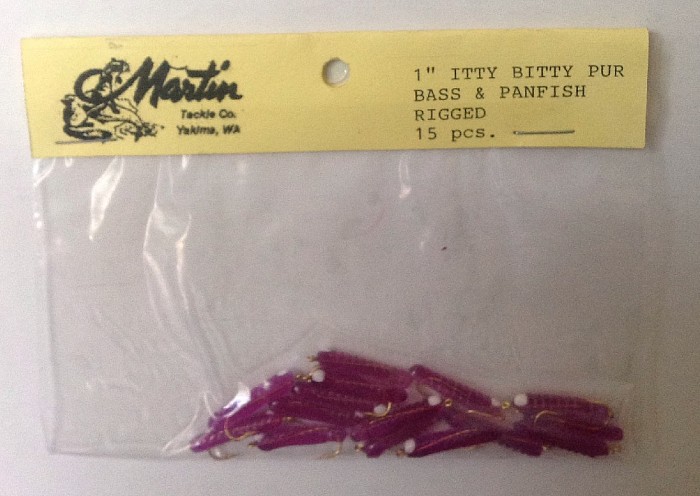 Martin
Tackle Co.
Yakima, WA
1" ITTY BITTY PUR
BASS & PANFISH
RIGGED
15 pcs.